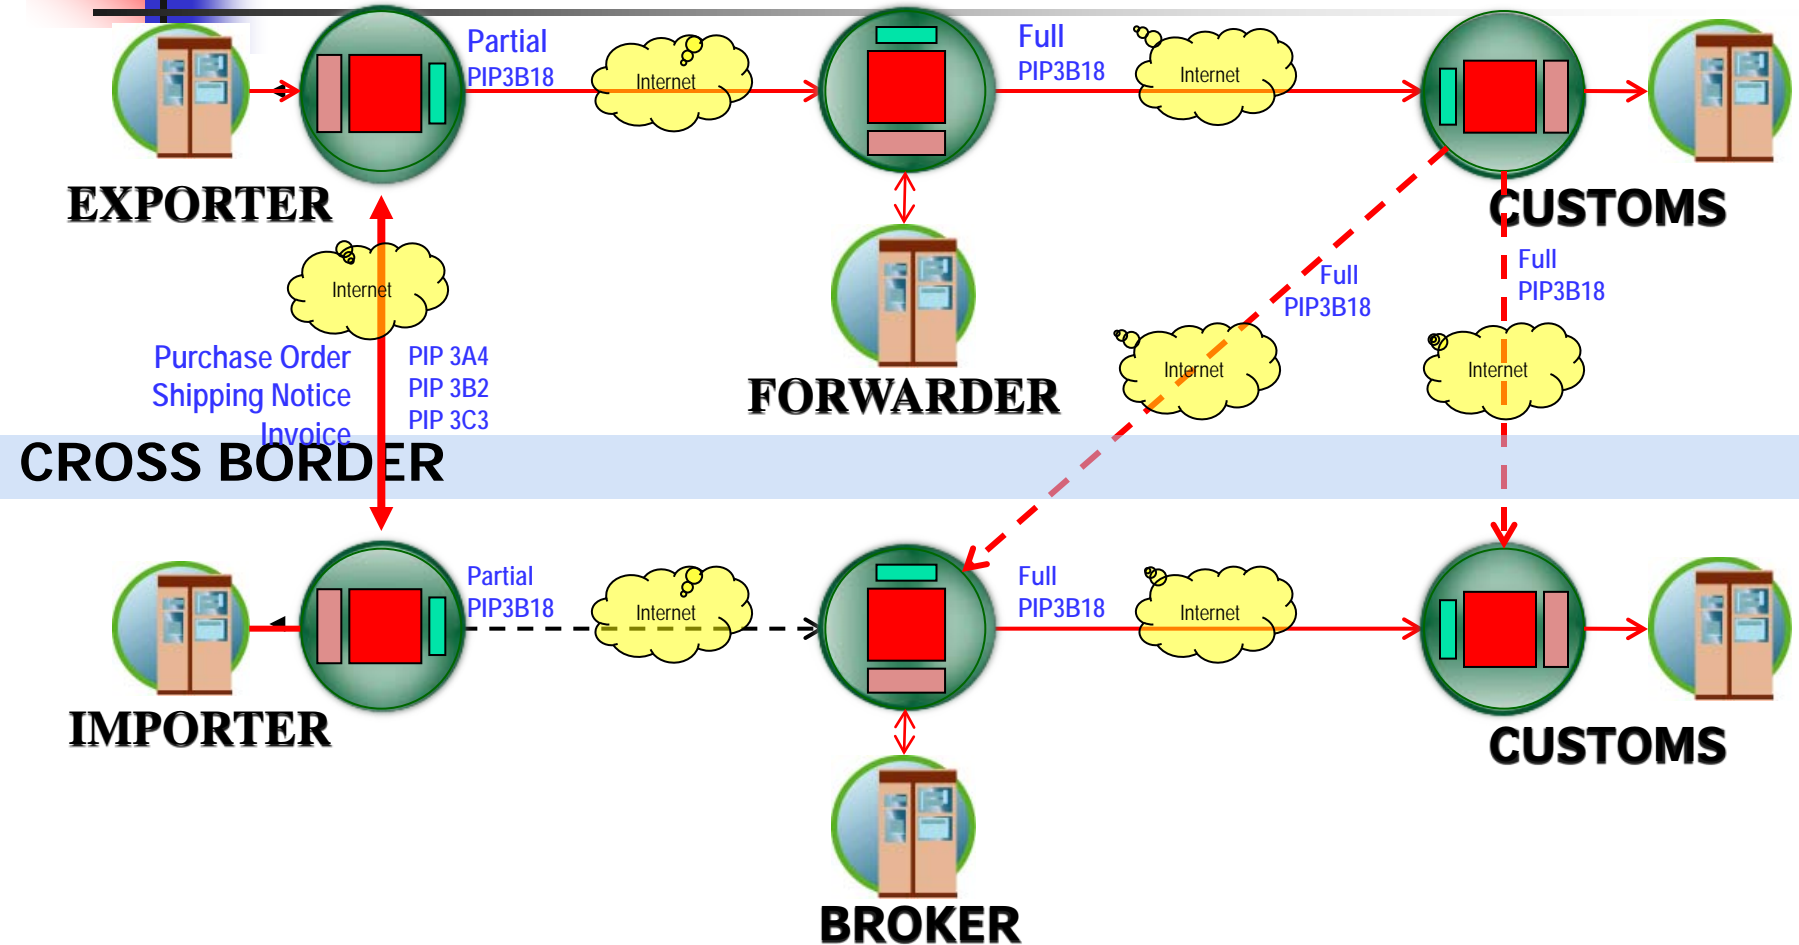 Partial
PIP3B18
Internet
Full
PIP3B18
Internet
EXPORTER
CUSTOMS
Internet
Full
PIP3B18
Full
PIP3B18
Purchase Order
Shipping Notice
Invoice
PIP 3A4
PIP 3B2
PIP 3C3
FORWARDER
Internet
Internet
CROSS BORDER
Partial
PIP3B18
Internet
Full
PIP3B18
Internet
IMPORTER
CUSTOMS
BROKER